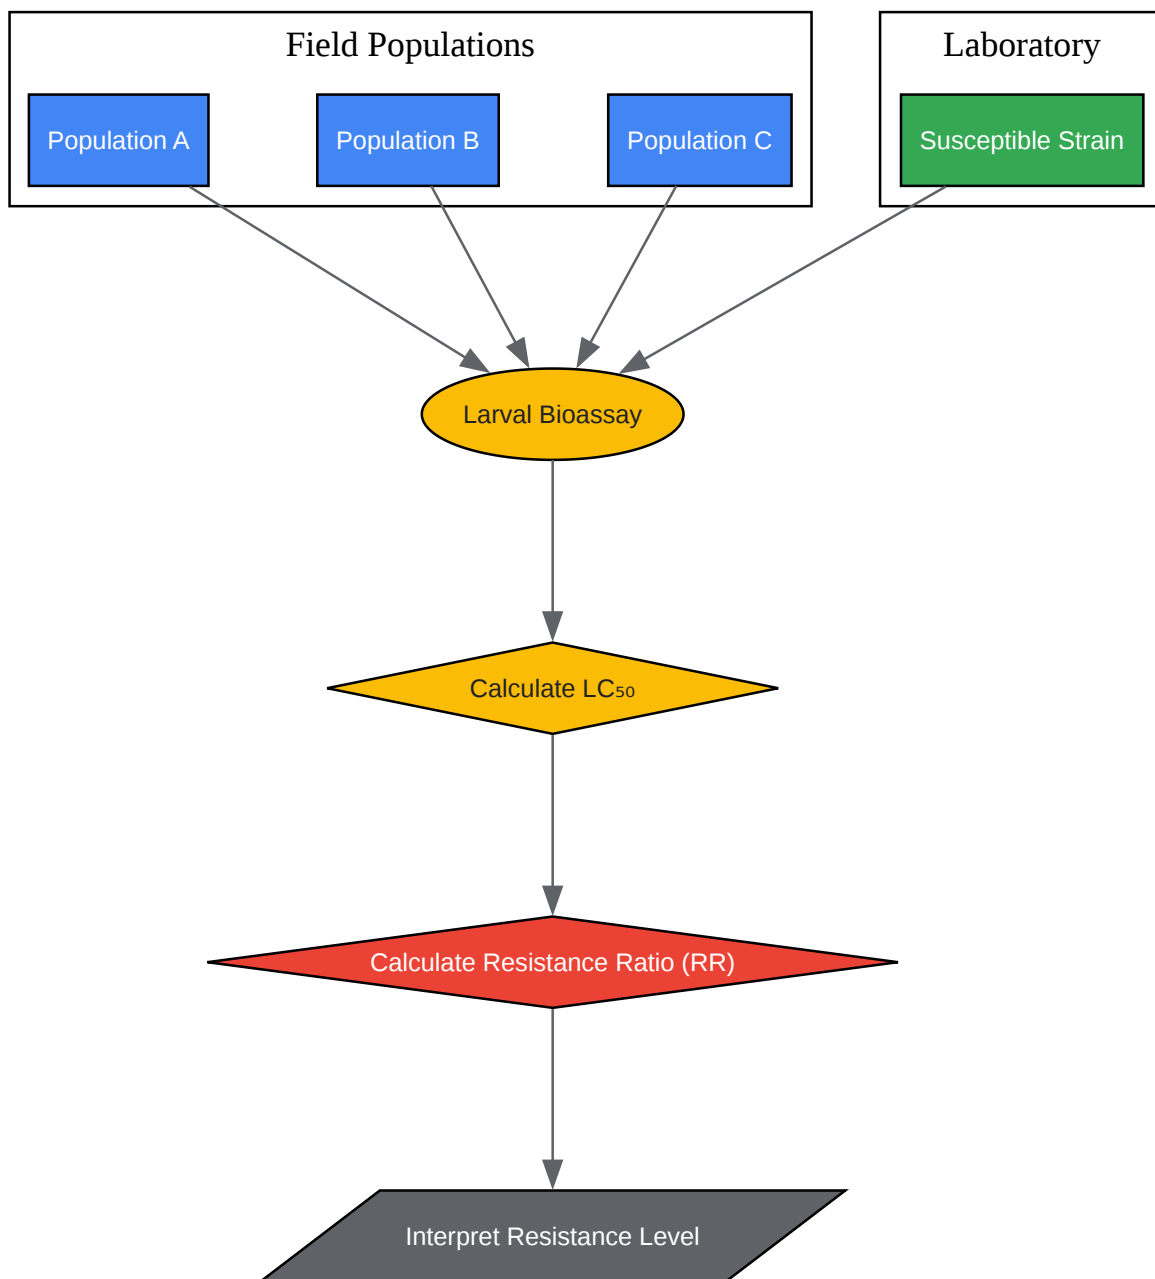 Field Populations
Laboratory
Population A
Population B
Population C
Susceptible Strain
Larval Bioassay
Calculate LC₅₀
Calculate Resistance Ratio (RR)
Interpret Resistance Level